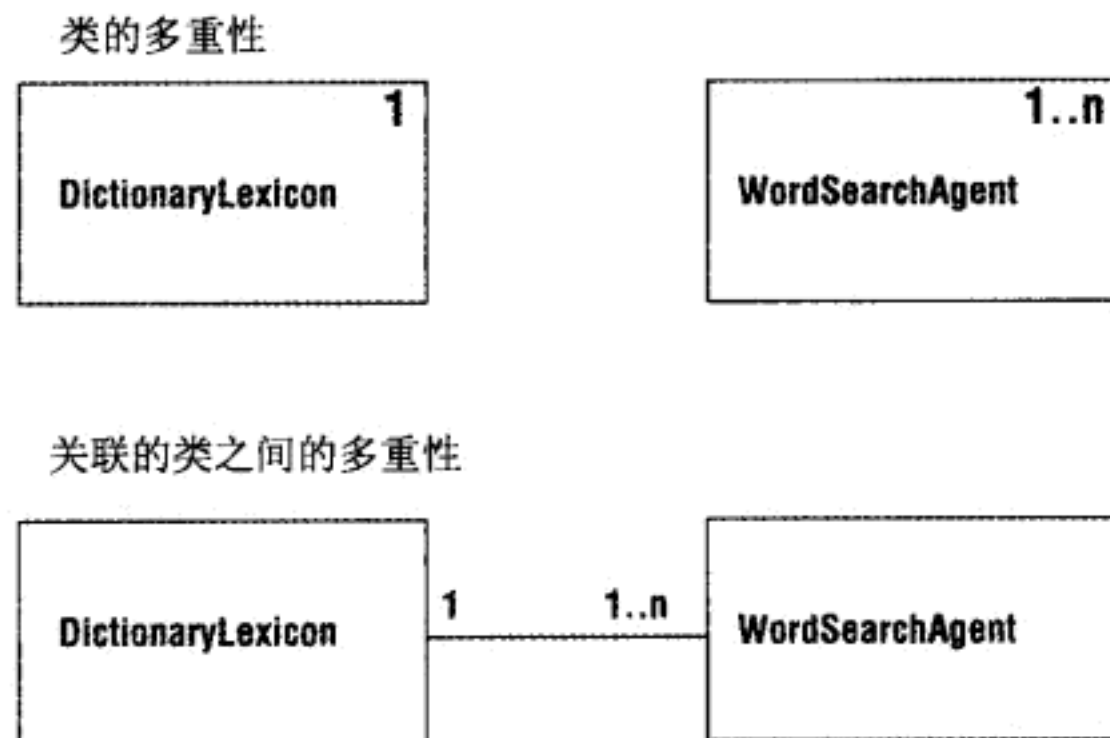 类的多重性
1
1..n
DictionaryLexicon
WordSearchAgent
关联的类之间的多重性
1
1..n
DictionaryLexicon
WordSearchAgent